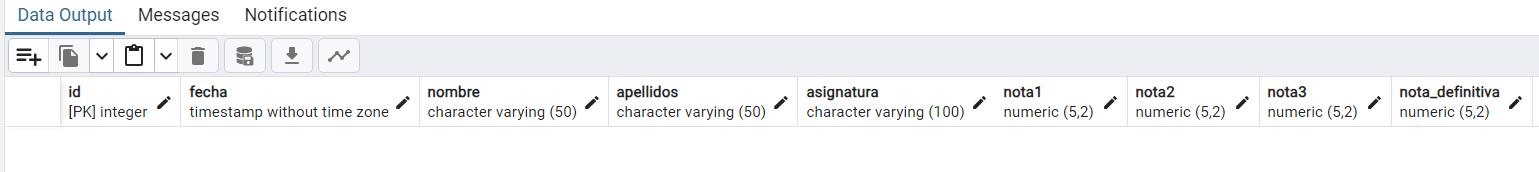 Data Output Messages Notifications
id fecha nombre apellidos asignatura nota1 nota2 nota3 nota_definitiva
[PK] integer timestamp without time zone character varying (50) character varying (50) character varying (100) numeric (5,2) numeric (5,2) numeric (5,2) numeric (5,2)